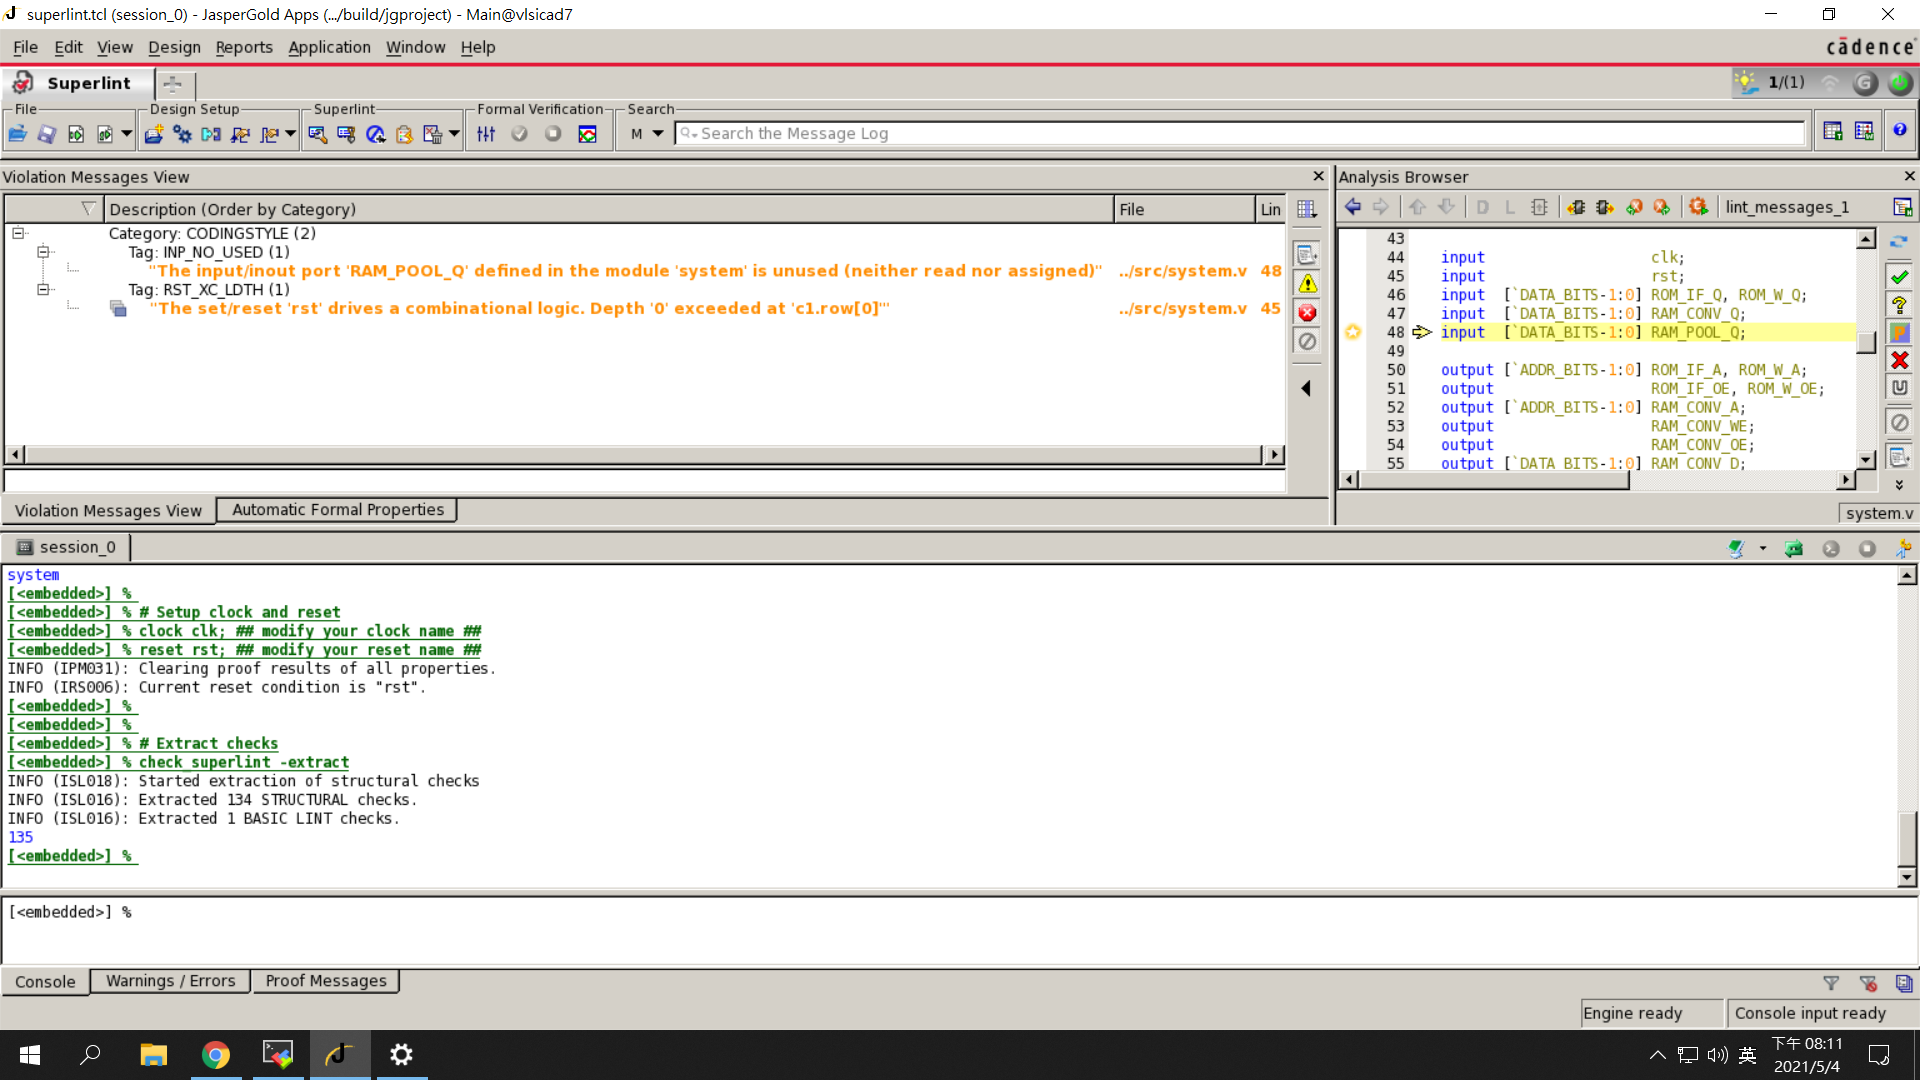 superlint.tcl (session_0) - JasperGold Apps (.../build/jgproject) - Main@vlsicad7
File Edit View Design Reports Application Window Help
cādence
Superlint
1/(1)
File Design Setup Superlint Formal Verification Search
M Search the Message Log
Violation Messages View
Description (Order by Category) File Lin
Category: CODINGSTYLE (2)
Tag: INP_NO_USED (1)
"The input/inout port 'RAM_POOL_Q' defined in the module 'system' is unused (neither read nor assigned)" ../src/system.v 48
Tag: RST_XC_LDTH (1)
"The set/reset 'rst' drives a combinational logic. Depth '0' exceeded at 'c1.row[0]'" ../src/system.v 45
Violation Messages View Automatic Formal Properties
Analysis Browser
D L lint_messages_1
43
44 input clk;
45 input rst;
46 input [`DATA_BITS-1:0] ROM_IF_Q, ROM_W_Q;
47 input [`DATA_BITS-1:0] RAM_CONV_Q;
48 input [`DATA_BITS-1:0] RAM_POOL_Q;
49
50 output [`ADDR_BITS-1:0] ROM_IF_A, ROM_W_A;
51 output ROM_IF_OE, ROM_W_OE;
52 output [`ADDR_BITS-1:0] RAM_CONV_A;
53 output RAM_CONV_WE;
54 output RAM_CONV_OE;
55 output [`DATA_BITS-1:0] RAM_CONV_D;
system.v
session_0
system
[<embedded>] %
[<embedded>] % # Setup clock and reset
[<embedded>] % clock clk; ## modify your clock name ##
[<embedded>] % reset rst; ## modify your reset name ##
INFO (IPM031): Clearing proof results of all properties.
INFO (IRS006): Current reset condition is "rst".
[<embedded>] %
[<embedded>] %
[<embedded>] % # Extract checks
[<embedded>] % check_superlint -extract
INFO (ISL018): Started extraction of structural checks
INFO (ISL016): Extracted 134 STRUCTURAL checks.
INFO (ISL016): Extracted 1 BASIC LINT checks.
135
[<embedded>] %
[<embedded>] %
Console Warnings / Errors Proof Messages
Engine ready Console input ready
英 下午 08:11
2021/5/4